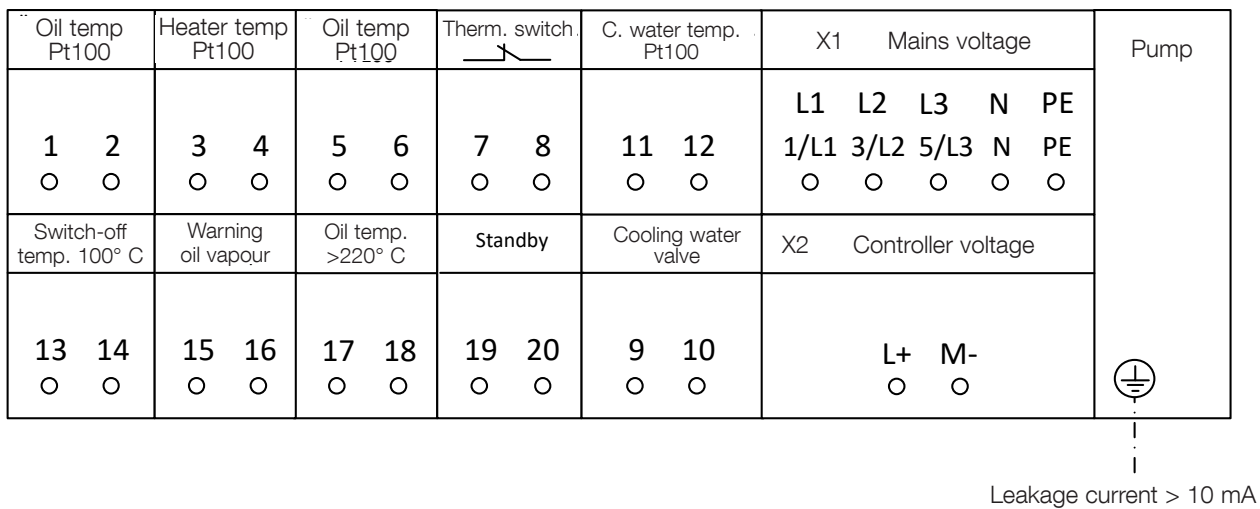 Oil temp
Pt100
Heater temp
Pt100
Oil temp
Pt100
Therm. switch
C. water temp.
Pt100
X1 Mains voltage
Pump
L1 L2 L3 N PE
1 2
3 4
5 6
7 8
11 12
1/L1 3/L2 5/L3 N PE
Switch-off
temp. 100° C
Warning
oil vapour
Oil temp.
>220° C
Standby
Cooling water
valve
X2 Controller voltage
13 14
15 16
17 18
19 20
9 10
L+ M-
Leakage current > 10 mA